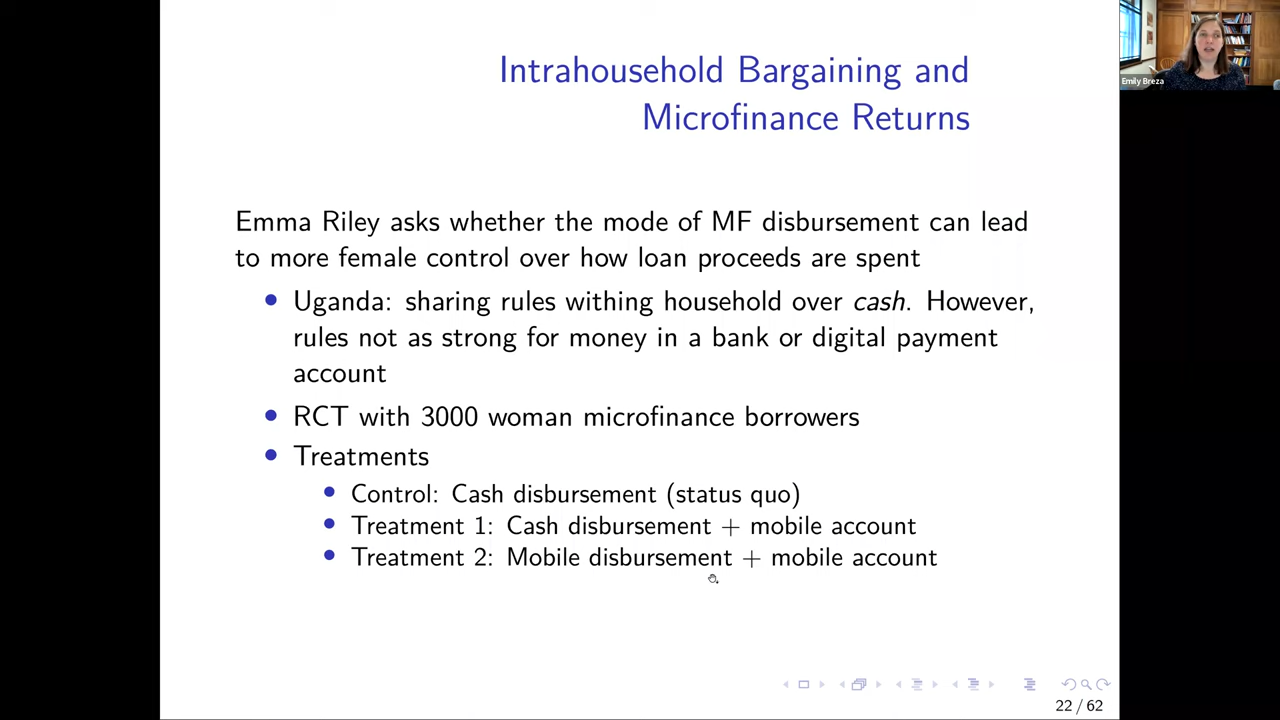 Intrahousehold Bargaining and
Microfinance Returns
Emily Breza
Emma Riley asks whether the mode of MF disbursement can lead
to more female control over how loan proceeds are spent
Uganda: sharing rules withing household over cash. However,
rules not as strong for money in a bank or digital payment
account
RCT with 3000 woman microfinance borrowers
Treatments
Control: Cash disbursement (status quo)
Treatment 1: Cash disbursement + mobile account
Treatment 2: Mobile disbursement + mobile account
22 / 62